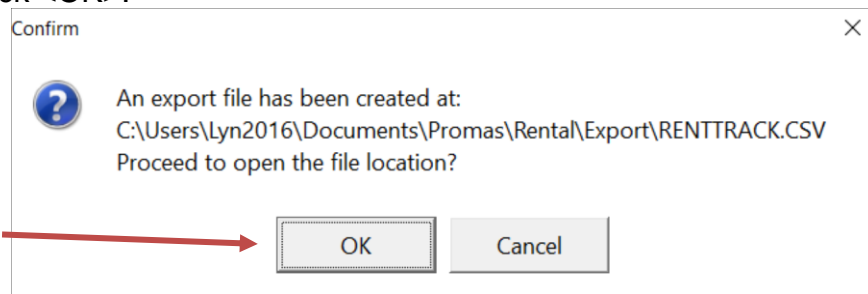 Confirm
An export file has been created at:
C:\Users\Lyn2016\Documents\Promas\Rental\Export\RENTTRACK.CSV
Proceed to open the file location?
OK Cancel